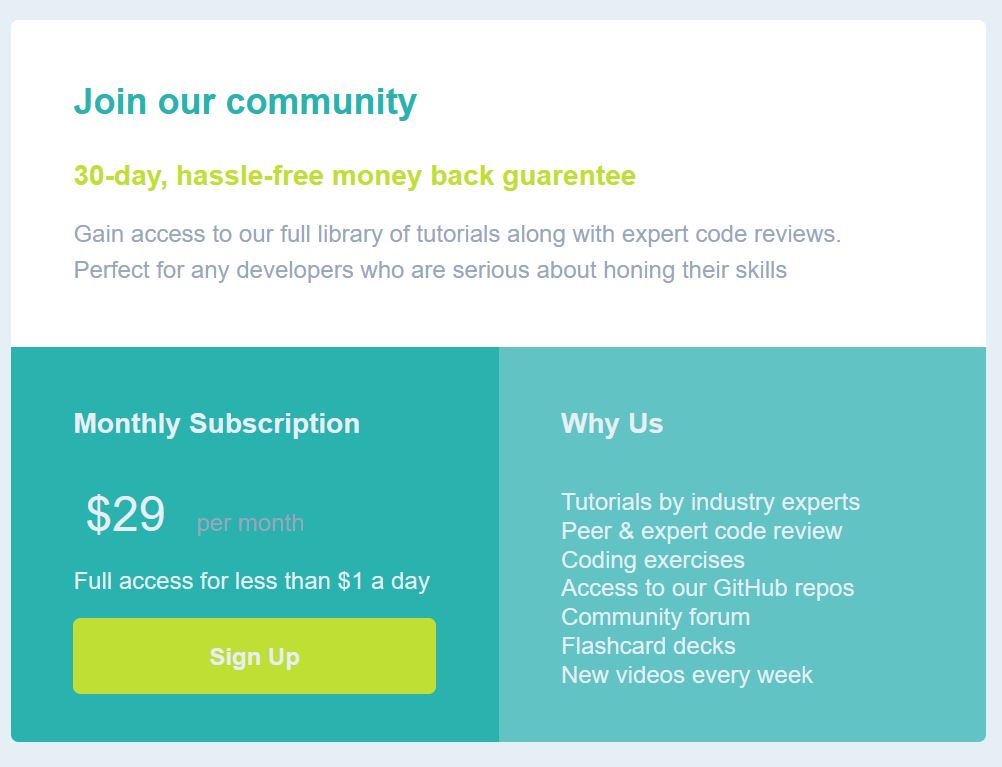 Join our community
30-day, hassle-free money back guarentee
Gain access to our full library of tutorials along with expert code reviews.
Perfect for any developers who are serious about honing their skills
Monthly Subscription
$29 per month
Full access for less than $1 a day
Sign Up
Why Us
Tutorials by industry experts
Peer & expert code review
Coding exercises
Access to our GitHub repos
Community forum
Flashcard decks
New videos every week